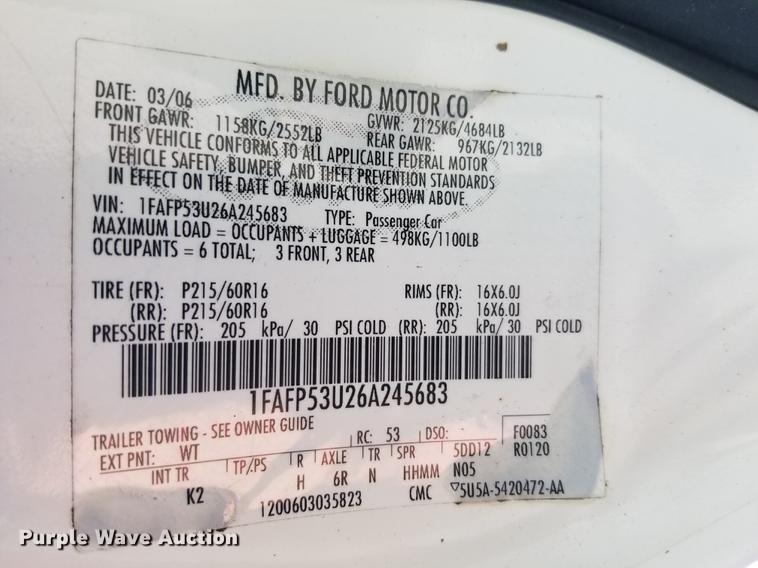 MFD. BY FORD MOTOR CO.
DATE: 03/06 GVWR: 2125KG/4684LB
FRONT GAWR: 1158KG/2552LB REAR GAWR: 967KG/2132LB
THIS VEHICLE CONFORMS TO ALL APPLICABLE FEDERAL MOTOR
VEHICLE SAFETY, BUMPER, AND THEFT PREVENTION STANDARDS
IN EFFECT ON THE DATE OF MANUFACTURE SHOWN ABOVE.
VIN: 1FAFP53U26A245683 TYPE: Passenger Car
MAXIMUM LOAD = OCCUPANTS + LUGGAGE = 498KG/1100LB
OCCUPANTS = 6 TOTAL; 3 FRONT, 3 REAR
TIRE (FR): P215/60R16 RIMS (FR): 16X6.0J
(RR): P215/60R16 (RR): 16X6.0J
PRESSURE (FR): 205 kPa/ 30 PSI COLD (RR): 205 kPa/ 30 PSI COLD
1FAFP53U26A245683
TRAILER TOWING - SEE OWNER GUIDE
EXT PNT: WT RC: 53 DSO: F0083
INT TR TP/PS R AXLE TR SPR 5DD12 R0120
K2 H 6R N HHMM N05
1200603035823 CMC ▽5U5A-5420472-AA
Purple Wave Auction